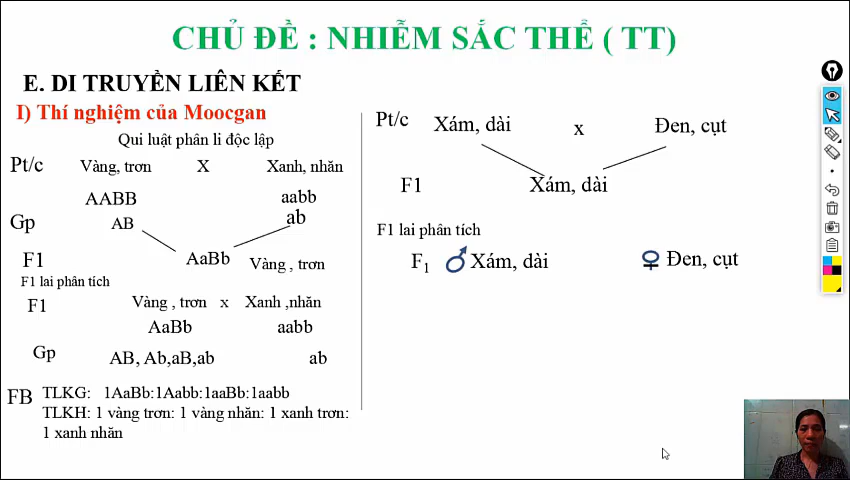 CHỦ ĐỀ : NHIỄM SẮC THỂ ( TT)
E. DI TRUYỀN LIÊN KẾT
I) Thí nghiệm của Moocgan
Qui luật phân li độc lập
Pt/c Vàng, trơn X Xanh, nhăn
AABB aabb
Gp AB ab
F1 AaBb Vàng , trơn
F1 lai phân tích
F1 Vàng , trơn x Xanh ,nhăn
AaBb aabb
Gp AB, Ab,aB,ab ab
FB TLKG: 1AaBb:1Aabb:1aaBb:1aabb
TLKH: 1 vàng trơn: 1 vàng nhăn: 1 xanh trơn:
1 xanh nhăn
Pt/c Xám, dài x Đen, cụt
F1 Xám, dài
F1 lai phân tích
F1 ♂ Xám, dài ♀ Đen, cụt